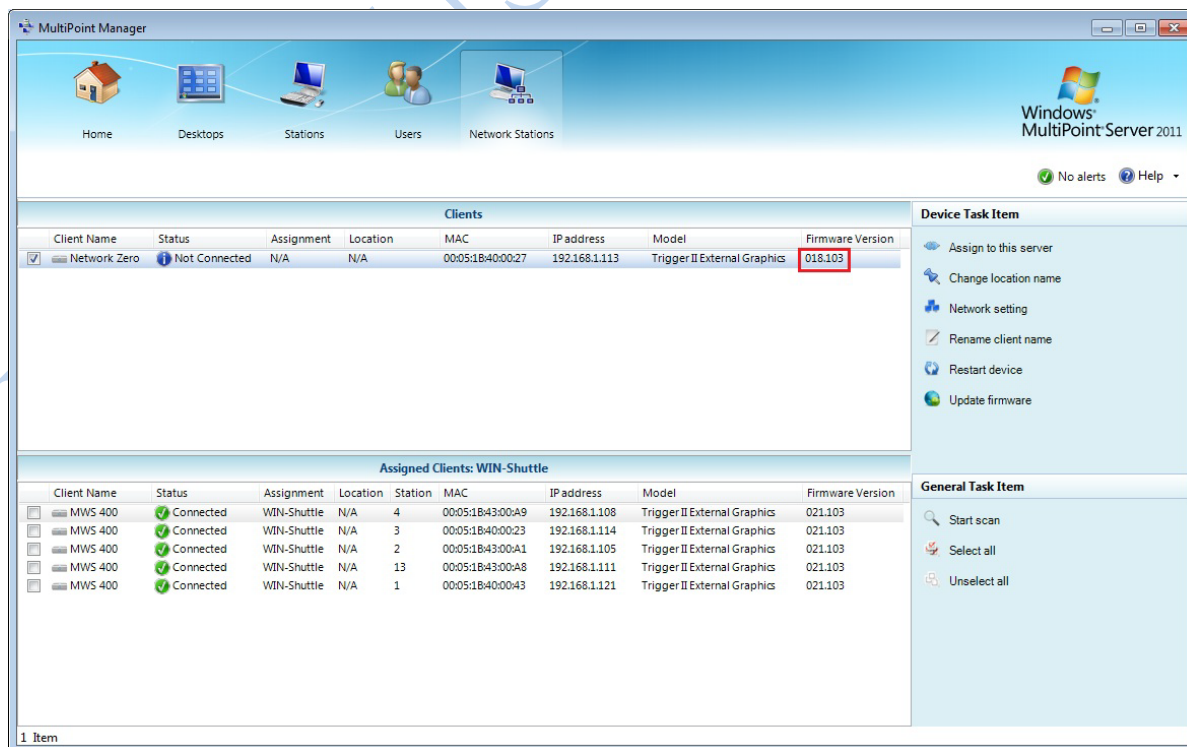 MultiPoint Manager
Home Desktops Stations Users Network Stations
Windows
MultiPoint Server 2011
No alerts Help
Clients
Client Name Status Assignment Location MAC IP address Model Firmware Version
Network Zero Not Connected N/A N/A 00:05:1B:40:00:27 192.168.1.113 Trigger II External Graphics 018.103
Device Task Item
Assign to this server
Change location name
Network setting
Rename client name
Restart device
Update firmware
Assigned Clients: WIN-Shuttle
Client Name Status Assignment Location Station MAC IP address Model Firmware Version
MWS 400 Connected WIN-Shuttle N/A 4 00:05:1B:43:00:A9 192.168.1.108 Trigger II External Graphics 021.103
MWS 400 Connected WIN-Shuttle N/A 3 00:05:1B:40:00:23 192.168.1.114 Trigger II External Graphics 021.103
MWS 400 Connected WIN-Shuttle N/A 2 00:05:1B:43:00:A1 192.168.1.105 Trigger II External Graphics 021.103
MWS 400 Connected WIN-Shuttle N/A 13 00:05:1B:43:00:A8 192.168.1.111 Trigger II External Graphics 021.103
MWS 400 Connected WIN-Shuttle N/A 1 00:05:1B:40:00:43 192.168.1.121 Trigger II External Graphics 021.103
General Task Item
Start scan
Select all
Unselect all
1 Item